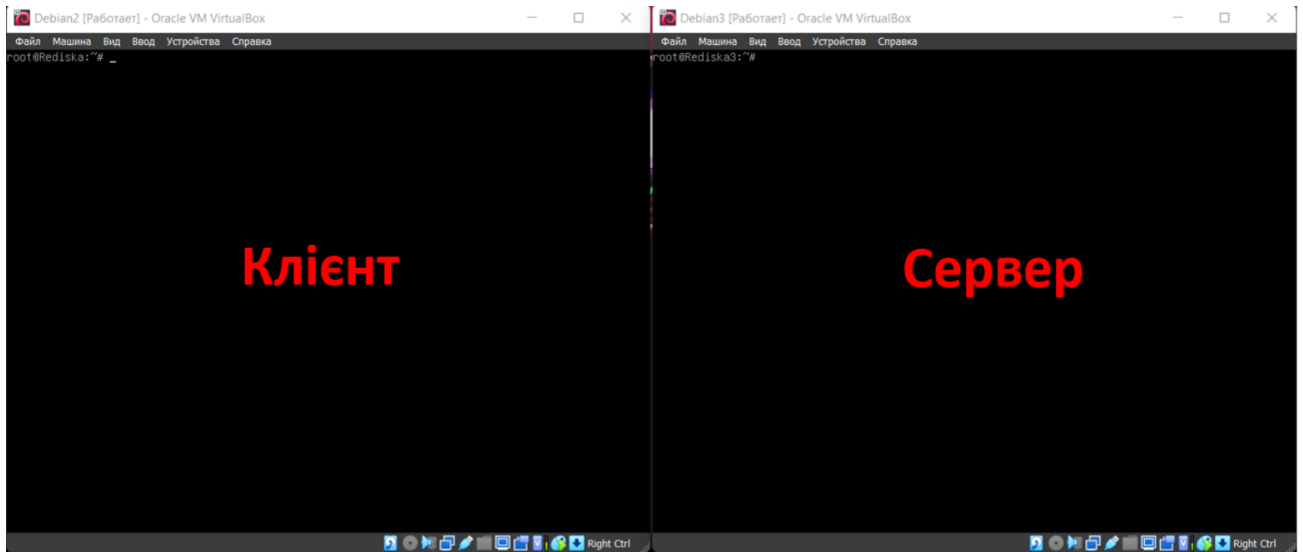 Debian2 [Работает] - Oracle VM VirtualBox
Файл Машина Вид Ввод Устройства Справка
root@Rediska:~# _
Клієнт
Right Ctrl
Debian3 [Работает] - Oracle VM VirtualBox
Файл Машина Вид Ввод Устройства Справка
root@Rediska3:~#
Сервер
Right Ctrl